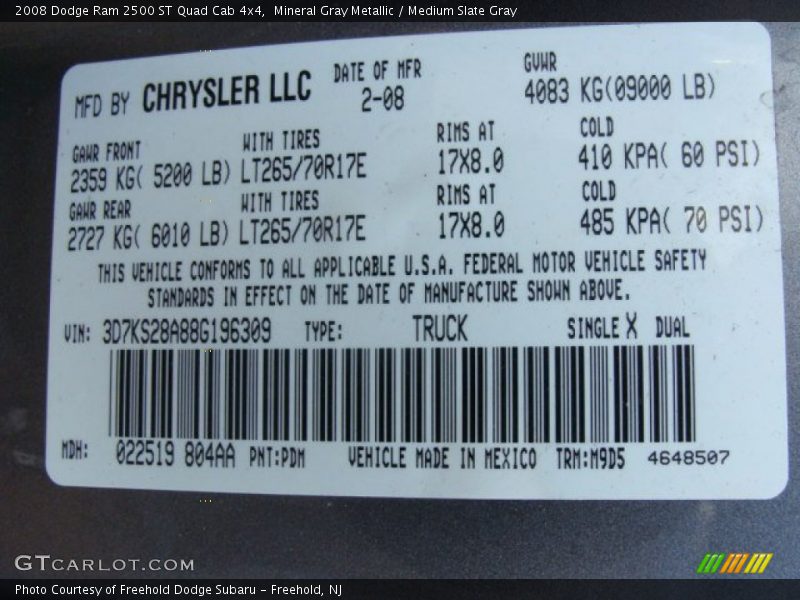 2008 Dodge Ram 2500 ST Quad Cab 4x4, Mineral Gray Metallic / Medium Slate Gray
MFD BY CHRYSLER LLC DATE OF MFR 2-08 GVWR 4083 KG(09000 LB)
GAWR FRONT WITH TIRES RIMS AT COLD
2359 KG( 5200 LB) LT265/70R17E 17X8.0 410 KPA( 60 PSI)
GAWR REAR WITH TIRES RIMS AT COLD
2727 KG( 6010 LB) LT265/70R17E 17X8.0 485 KPA( 70 PSI)
THIS VEHICLE CONFORMS TO ALL APPLICABLE U.S.A. FEDERAL MOTOR VEHICLE SAFETY
STANDARDS IN EFFECT ON THE DATE OF MANUFACTURE SHOWN ABOVE.
VIN: 3D7KS28A88G196309 TYPE: TRUCK SINGLE X DUAL
MDH: 022519 804AA PNT:PDM VEHICLE MADE IN MEXICO TRM:M9D5 4648507
GTCARLOT.COM
Photo Courtesy of Freehold Dodge Subaru - Freehold, NJ